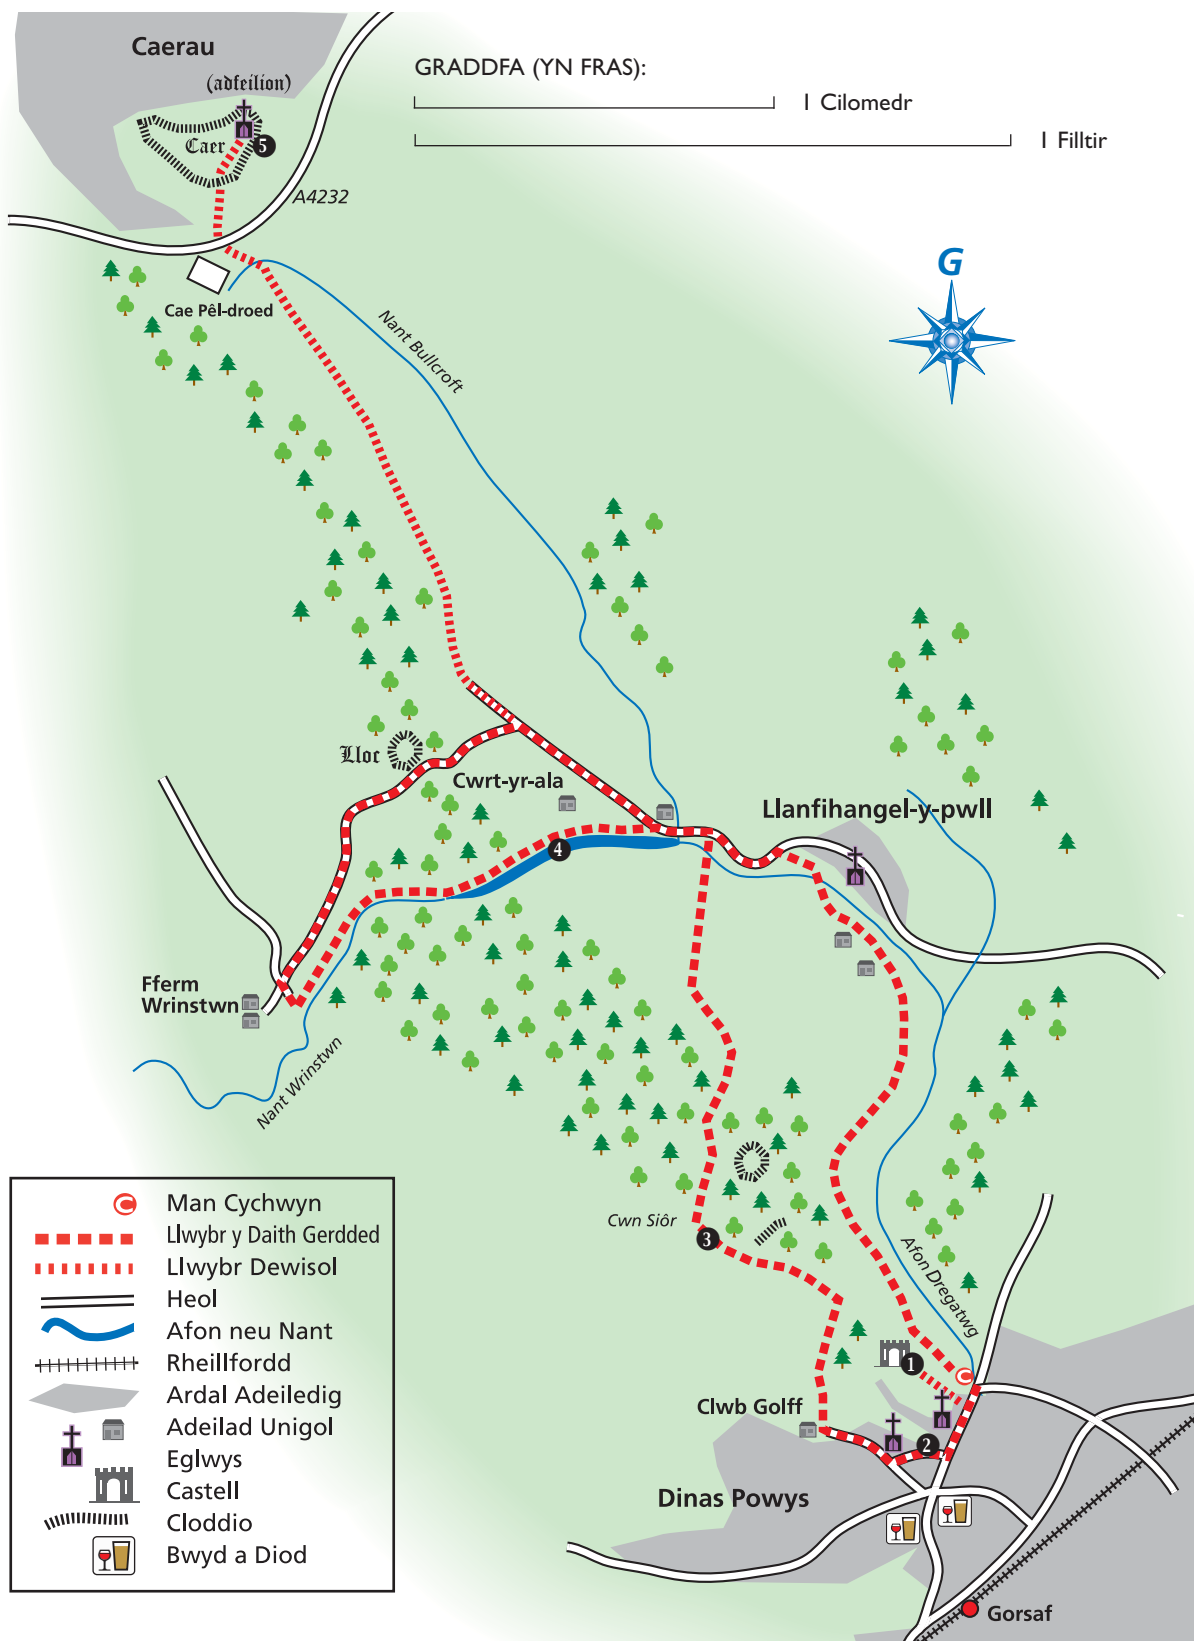 Caerau
(adfeilion)
Caer
5
GRADDFA (YN FRAS):
1 Cilomedr
1 Filltir
A4232
G
Cae Pêl-droed
Nant Bullcroft
Lloc
Cwrt-yr-ala
Llanfihangel-y-pwll
4
Fferm
Wrinstwn
Nant Wrinstwn
Cwn Siôr
3
Afon Dregatwg
1
Clwb Golff
2
Dinas Powys
Gorsaf
Man Cychwyn
Llwybr y Daith Gerdded
Llwybr Dewisol
Heol
Afon neu Nant
Rheillfordd
Ardal Adeiledig
Adeilad Unigol
Eglwys
Castell
Cloddio
Bwyd a Diod